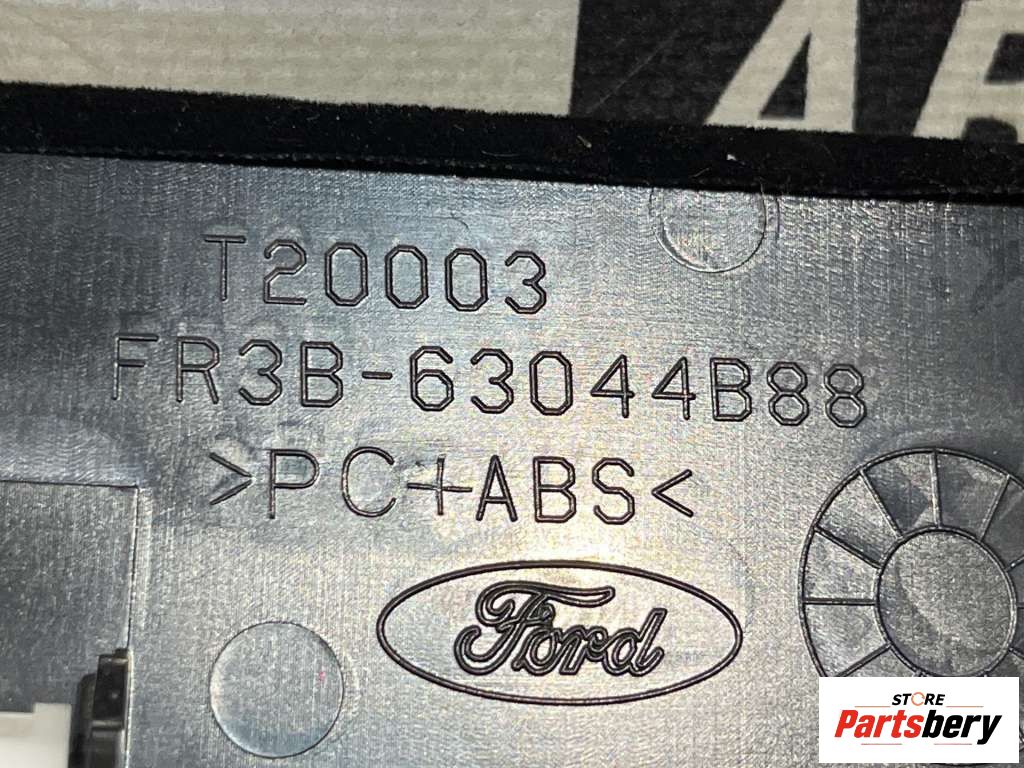 T20003
FR3B-63044B88
>PC+ABS<
Ford
STORE
Partsbery